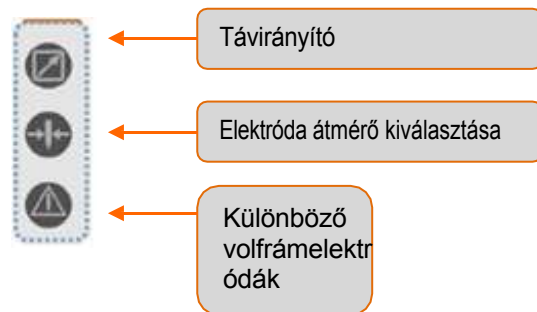 Távirányító
Elektróda átmérő kiválasztása
Különböző
volfrámelektr
ódák